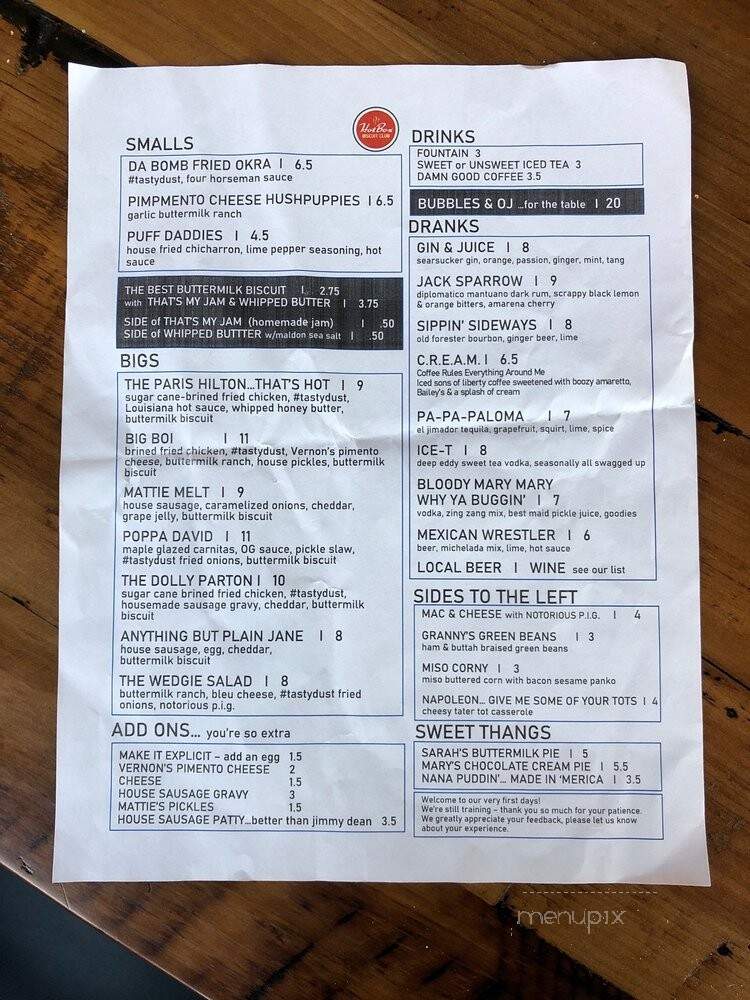 SMALLS
DA BOMB FRIED OKRA I 6.5
#tastydust, four horseman sauce
PIMPMENTO CHEESE HUSHPUPPIES I 6.5
garlic buttermilk ranch
PUFF DADDIES I 4.5
house fried chicharron, lime pepper seasoning, hot
sauce
THE BEST BUTTERMILK BISCUIT I 2.75
with THAT'S MY JAM & WHIPPED BUTTER I 3.75
SIDE of THAT'S MY JAM (homemade jam) I .50
SIDE of WHIPPED BUTTTER w/maldon sea salt I .50
BIGS
THE PARIS HILTON...THAT'S HOT I 9
sugar cane-brined fried chicken, #tastydust,
Louisiana hot sauce, whipped honey butter,
buttermilk biscuit
BIG BOI I 11
brined fried chicken, #tastydust, Vernon's pimento
cheese, buttermilk ranch, house pickles, buttermilk
biscuit
MATTIE MELT I 9
house sausage, caramelized onions, cheddar,
grape jelly, buttermilk biscuit
POPPA DAVID I 11
maple glazed carnitas, OG sauce, pickle slaw,
#tastydust fried onions, buttermilk biscuit
THE DOLLY PARTON I 10
sugar cane brined fried chicken, #tastydust,
housemade sausage gravy, cheddar, buttermilk
biscuit
ANYTHING BUT PLAIN JANE I 8
house sausage, egg, cheddar,
buttermilk biscuit
THE WEDGIE SALAD I 8
buttermilk ranch, bleu cheese, #tastydust fried
onions, notorious p.i.g.
ADD ONS... you're so extra
MAKE IT EXPLICIT – add an egg 1.5
VERNON'S PIMENTO CHEESE 2
CHEESE 1.5
HOUSE SAUSAGE GRAVY 3
MATTIE'S PICKLES 1.5
HOUSE SAUSAGE PATTY...better than jimmy dean 3.5
Hot Box
BISCUIT CLUB
DRINKS
FOUNTAIN 3
SWEET or UNSWEET ICED TEA 3
DAMN GOOD COFFEE 3.5
BUBBLES & OJ ...for the table I 20
DRANKS
GIN & JUICE I 8
searsucker gin, orange, passion, ginger, mint, tang
JACK SPARROW I 9
diplomatico mantuano dark rum, scrappy black lemon
& orange bitters, amarena cherry
SIPPIN' SIDEWAYS I 8
old forester bourbon, ginger beer, lime
C.R.E.A.M. I 6.5
Coffee Rules Everything Around Me
Iced sons of liberty coffee sweetened with boozy amaretto,
Bailey's & a splash of cream
PA-PA-PALOMA I 7
el jimador tequila, grapefruit, squirt, lime, spice
ICE-T I 8
deep eddy sweet tea vodka, seasonally all swagged up
BLOODY MARY MARY
WHY YA BUGGIN' I 7
vodka, zing zang mix, best maid pickle juice, goodies
MEXICAN WRESTLER I 6
beer, michelada mix, lime, hot sauce
LOCAL BEER I WINE see our list
SIDES TO THE LEFT
MAC & CHEESE with NOTORIOUS P.I.G. I 4
GRANNY'S GREEN BEANS I 3
ham & buttah braised green beans
MISO CORNY I 3
miso buttered corn with bacon sesame panko
NAPOLEON... GIVE ME SOME OF YOUR TOTS I 4
cheesy tater tot casserole
SWEET THANGS
SARAH'S BUTTERMILK PIE I 5
MARY'S CHOCOLATE CREAM PIE I 5.5
NANA PUDDIN'... MADE IN 'MERICA I 3.5
Welcome to our very first days!
We're still training – thank you so much for your patience.
We greatly appreciate your feedback, please let us know
about your experience.
menupix